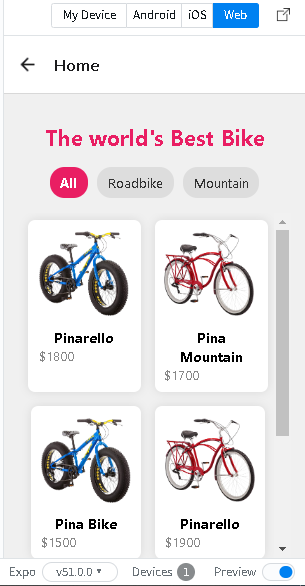 My Device Android iOS Web
Home
The world's Best Bike
All Roadbike Mountain
Pinarello
$1800
Pina
Mountain
$1700
Pina Bike
$1500
Pinarello
$1900
Expo v51.0.0 Devices 1 Preview